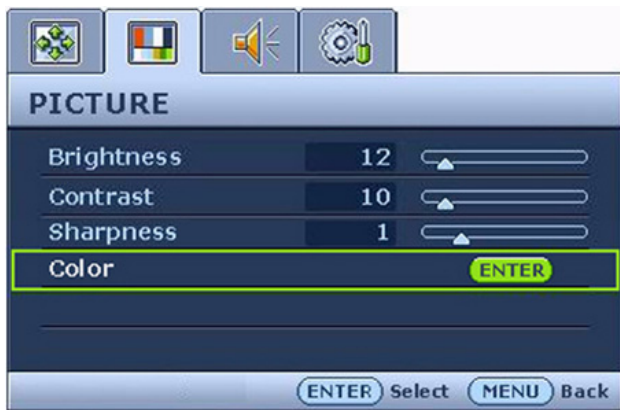 PICTURE
Brightness 12
Contrast 10
Sharpness 1
Color ENTER
ENTER Select MENU Back